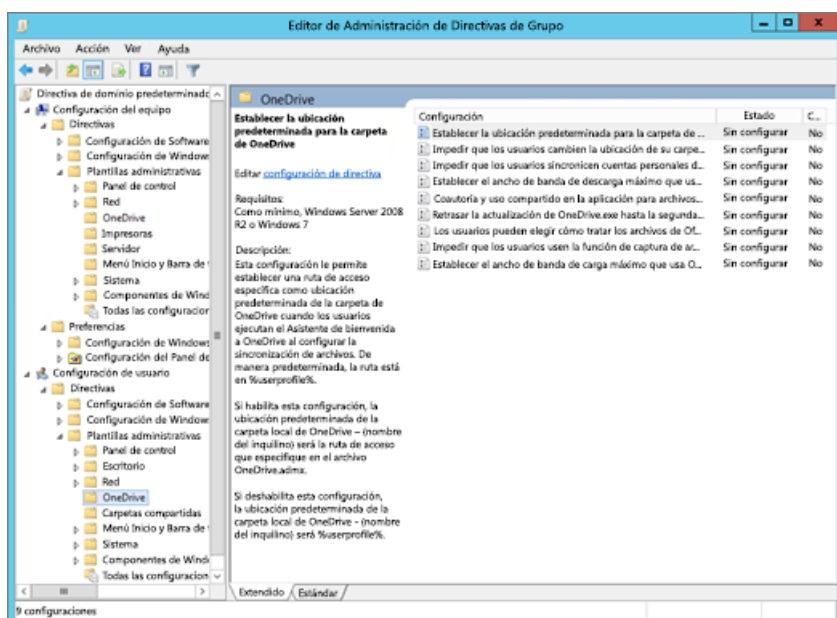 Editor de Administración de Directivas de Grupo
Archivo Acción Ver Ayuda
Directiva de dominio predeterminadc
Configuración del equipo
Directivas
Configuración de Software
Configuración de Window
Plantillas administrativas
Panel de control
Red
OneDrive
Impresoras
Servidor
Menú Inicio y Barra de
Sistema
Componentes de Wind
Todas las configuracior
Preferencias
Configuración de Windows
Configuración del Panel de
Configuración de usuario
Directivas
Configuración de Software
Configuración de Window
Plantillas administrativas
Panel de control
Escritorio
Red
OneDrive
Carpetas compartidas
Menú Inicio y Barra de
Sistema
Componentes de Windo
Todas las configuracion
OneDrive
Establecer la ubicación
predeterminada para la carpeta
de OneDrive
Editar configuración de directiva
Requisitos:
Como mínimo, Windows Server 2008
R2 o Windows 7
Descripción:
Esta configuración le permite
establecer una ruta de acceso
específica como ubicación
predeterminada de la carpeta de
OneDrive cuando los usuarios
ejecutan el Asistente de bienvenida
a OneDrive al configurar la
sincronización de archivos. De
manera predeterminada, la ruta está
en %userprofile%.
Si habilita esta configuración, la
ubicación predeterminada de la
carpeta local de OneDrive – (nombre
del inquilino) será la ruta de acceso
que especifique en el archivo
OneDrive.admx.
Si deshabilita esta configuración,
la ubicación predeterminada de la
carpeta local de OneDrive - (nombre
del inquilino) será %userprofile%.
Configuración Estado C...
Establecer la ubicación predeterminada para la carpeta de ... Sin configurar No
Impedir que los usuarios cambien la ubicación de su carpe... Sin configurar No
Impedir que los usuarios sincronicen cuentas personales d... Sin configurar No
Establecer el ancho de banda de descarga máximo que us... Sin configurar No
Coautoría y uso compartido en la aplicación para archivos... Sin configurar No
Retrasar la actualización de OneDrive.exe hasta la segunda... Sin configurar No
Los usuarios pueden elegir cómo tratar los archivos de Of... Sin configurar No
Impedir que los usuarios usen la función de captura de ar... Sin configurar No
Establecer el ancho de banda de carga máximo que usa O... Sin configurar No
Extendido Estándar
9 configuraciones